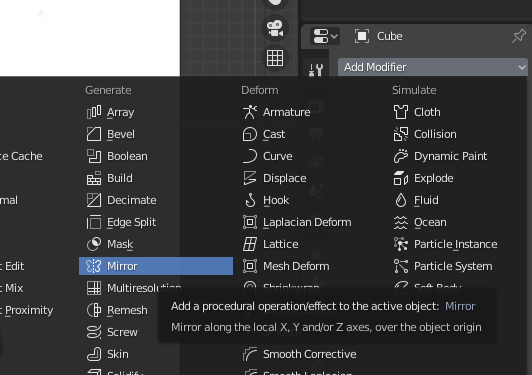 Cube
Add Modifier
Generate
Deform
Simulate
Array
Armature
Cloth
Bevel
Cast
Collision
te Cache
Boolean
Curve
Dynamic Paint
Build
Displace
Explode
mal
Decimate
Hook
Fluid
Edge Split
Laplacian Deform
Ocean
Mask
Lattice
Particle Instance
t Edit
Mirror
Mesh Deform
Particle System
t Mix
Multiresolution
Shrinkwrap
Soft Body
t Proximity
Remesh
Add a procedural operation/effect to the active object: Mirror
Screw
Mirror along the local X, Y and/or Z axes, over the object origin
Skin
Smooth Corrective
Solidify
Smooth Laplacian